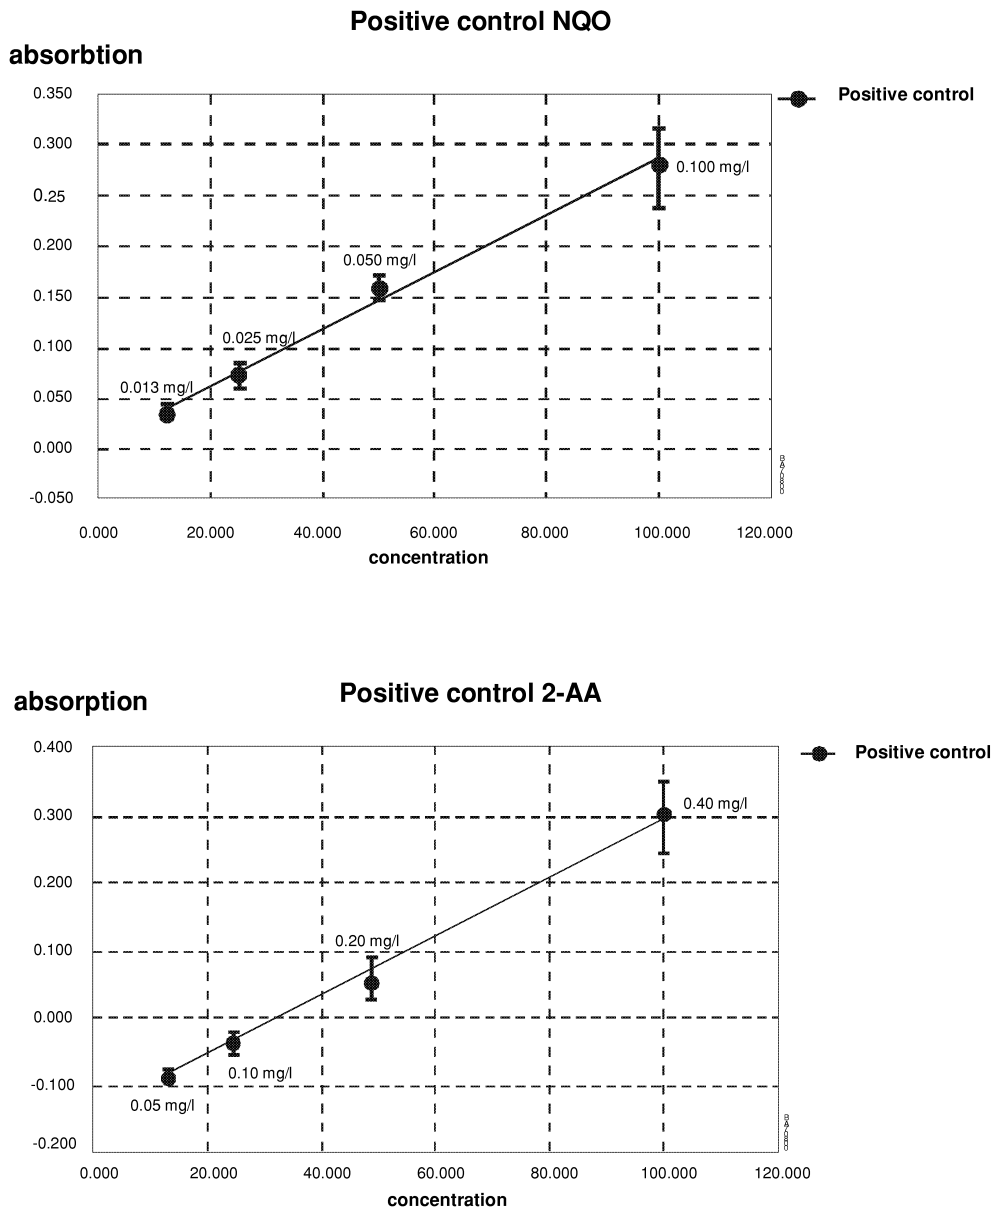 Positive control NQO
absorbtion
0.350
Positive control
0.300
0.100 mg/l
0.25
0.200
0.050 mg/l
0.150
0.100
0.025 mg/l
0.013 mg/l
0.050
0.000
-0.050
0.000 20.000 40.000 60.000 80.000 100.000 120.000
concentration
Positive control 2-AA
absorption
0.400
Positive control
0.300
0.40 mg/l
0.200
0.100
0.20 mg/l
0.000
0.10 mg/l
-0.100
0.05 mg/l
-0.200
0.000 20.000 40.000 60.000 80.000 100.000 120.000
concentration